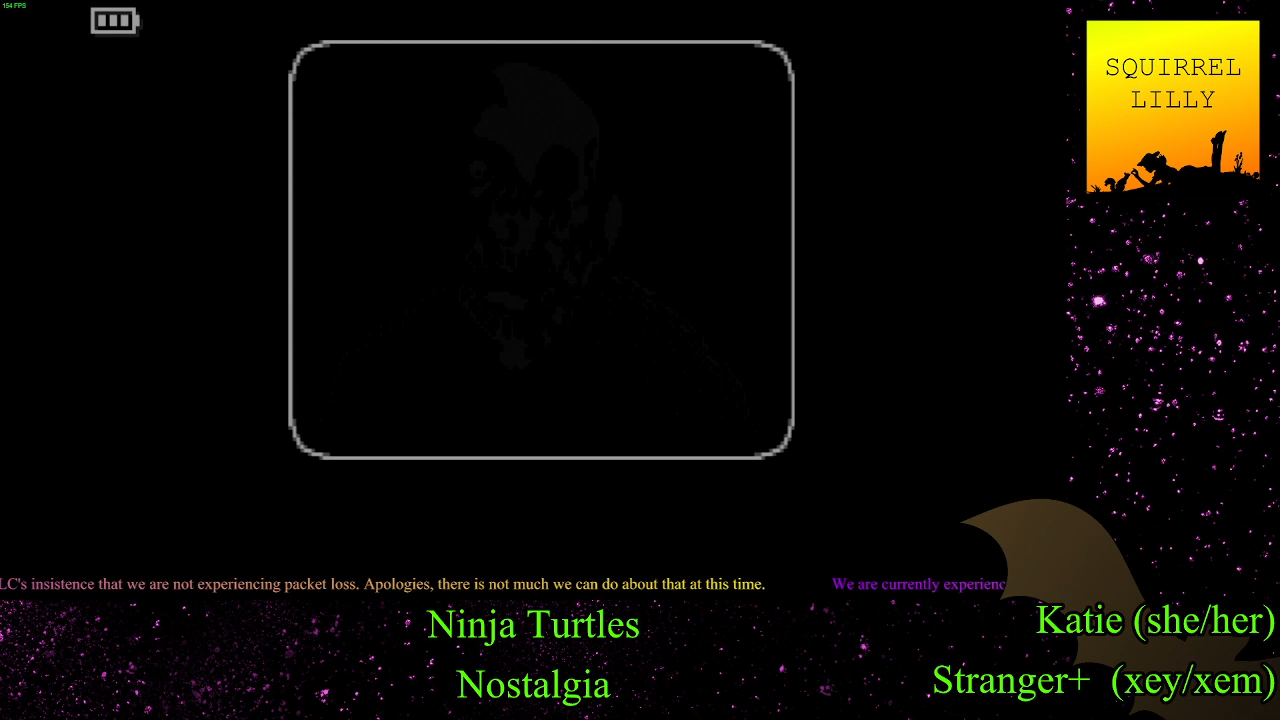 154 FPS
SQUIRREL
LILLY
LC's insistence that we are not experiencing packet loss. Apologies, there is not much we can do about that at this time.
We are currently experienc
Ninja Turtles
Nostalgia
Katie (she/her)
Stranger+ (xey/xem)